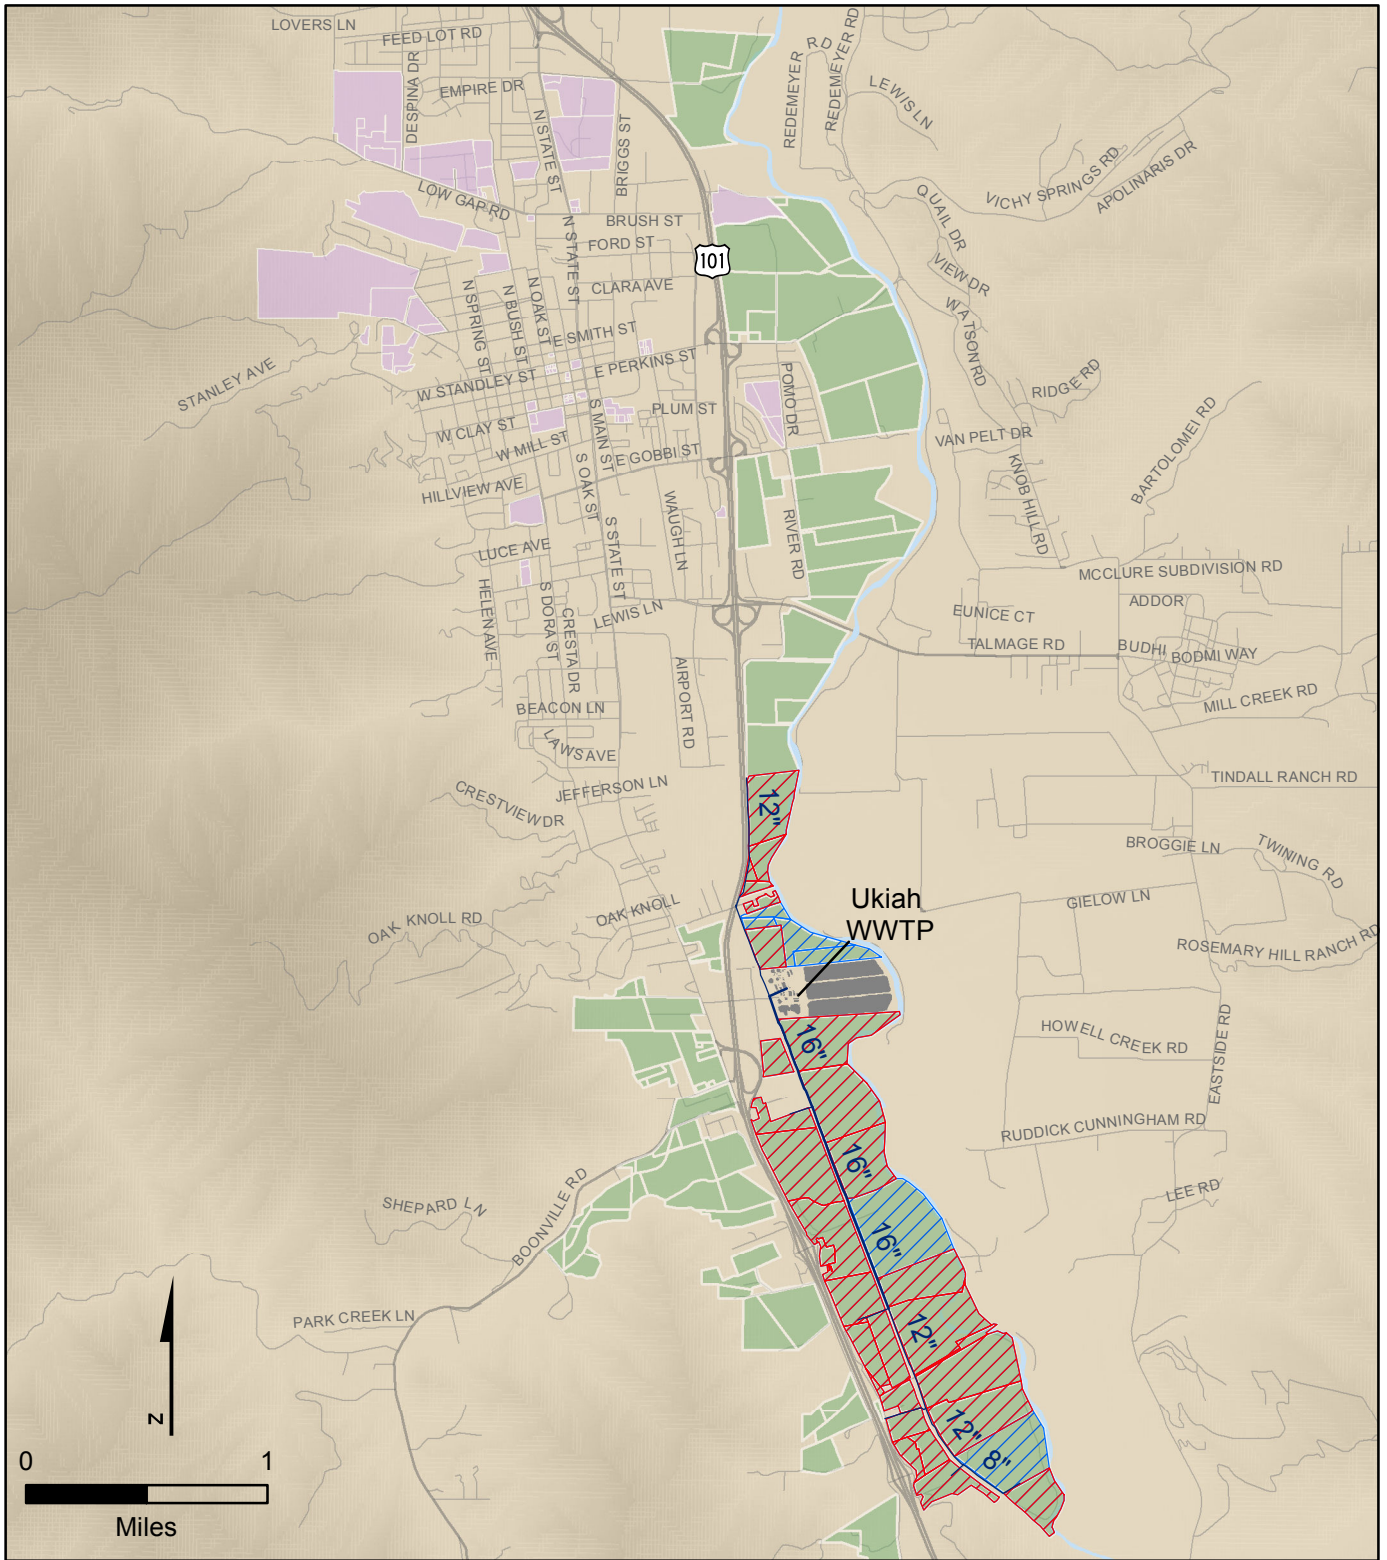 LOVERS LN
FEED LOT RD
DESPINA DR
EMPIRE DR
N STATE ST
BRIGGS ST
REDEMEYER RD
REDEMEYER RD
LEWIS LN
VICHY SPRINGS RD
APOLINARIS DR
LOW GAP RD
BRUSH ST
N STATE ST
FORD ST
QUAIL DR
101
VIEW DR
CLARA AVE
N SPRING ST
N BUSH ST
N OAK ST
E SMITH ST
WATSON RD
STANLEY AVE
W STANDLEY ST
E PERKINS ST
POMO DR
RIDGE RD
PLUM ST
W CLAY ST
S MAIN ST
VAN PELT DR
BARTOLOMEI RD
W MILL ST
E GOBBI ST
HILLVIEW AVE
S OAK ST
WAUGH LN
KNOB HILL RD
RIVER RD
LUCE AVE
S STATE ST
MCCLURE SUBDIVISION RD
HELEN AVE
S DORA ST
CRESTA DR
LEWIS LN
EUNICE CT
ADDOR
TALMAGE RD
BUDHI
BODMI WAY
AIRPORT RD
BEACON LN
MILL CREEK RD
LAWS AVE
JEFFERSON LN
TINDALL RANCH RD
CRESTVIEW DR
12"
BROGGIE LN
TWINING RD
OAK KNOLL RD
OAK KNOLL
Ukiah
WWTP
GIELOW LN
ROSEMARY HILL RANCH RD
16"
HOWELL CREEK RD
EASTSIDE RD
RUDDICK CUNNINGHAM RD
16"
LEE RD
SHEPARD LN
BOONVILLE RD
16"
PARK CREEK LN
12"
N
12"
8"
0
1
Miles